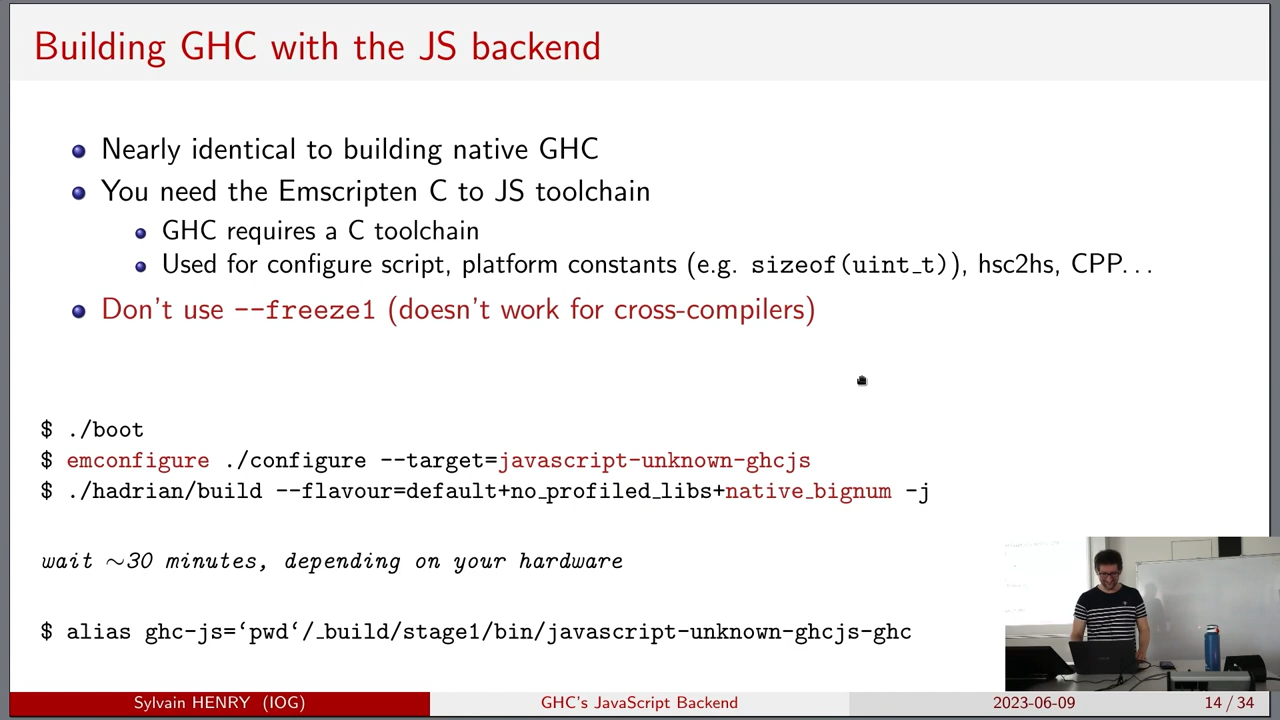 Building GHC with the JS backend
Nearly identical to building native GHC
You need the Emscripten C to JS toolchain
GHC requires a C toolchain
Used for configure script, platform constants (e.g. sizeof(uint_t)), hsc2hs, CPP...
Don't use --freeze1 (doesn't work for cross-compilers)
$ ./boot
$ emconfigure ./configure --target=javascript-unknown-ghcjs
$ ./hadrian/build --flavour=default+no_profiled_libs+native_bignum -j
wait ~30 minutes, depending on your hardware
$ alias ghc-js=‘pwd‘/_build/stage1/bin/javascript-unknown-ghcjs-ghc
Sylvain HENRY (IOG)
GHC's JavaScript Backend
2023-06-09
14 / 34